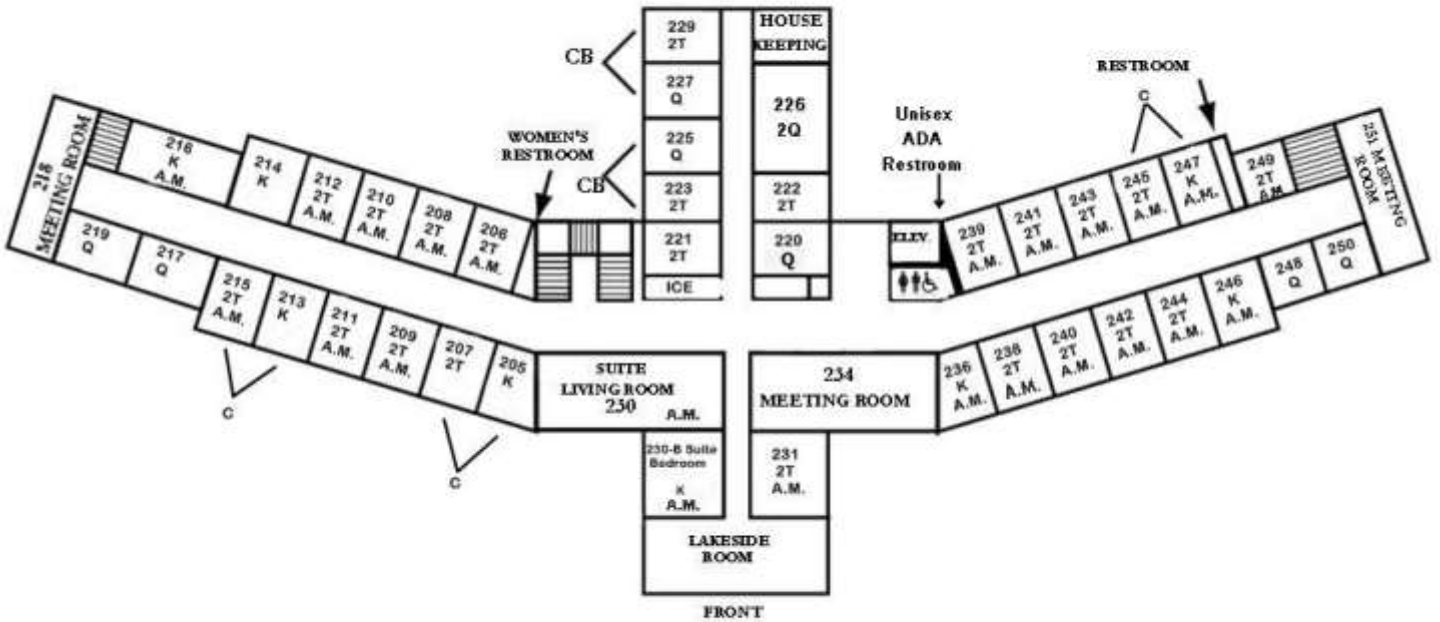 229
2T
HOUSE
KEEPING
CB
227
Q
226
2Q
RESTROOM
C
225
Q
Unisex
ADA
Restroom
WOMEN'S
RESTROOM
CB
223
2T
222
2T
221
2T
220
Q
ICE
ELEV.
218
MEETING ROOM
216
K
A.M.
214
K
212
2T
A.M.
210
2T
A.M.
208
2T
A.M.
206
2T
A.M.
219
Q
217
Q
215
2T
A.M.
213
K
211
2T
A.M.
209
2T
A.M.
207
2T
205
K
C
C
239
2T
A.M.
241
2T
A.M.
243
2T
A.M.
245
2T
A.M.
247
K
A.M.
249
2T
AM
251 MEETING
ROOM
236
K
A.M.
238
2T
A.M.
240
2T
A.M.
242
2T
A.M.
244
2T
A.M.
246
K
A.M.
248
Q
250
Q
SUITE
LIVING ROOM
230
A.M.
234
MEETING ROOM
230-B Suite
Bedroom
K
A.M.
231
2T
A.M.
LAKESIDE
ROOM
FRONT